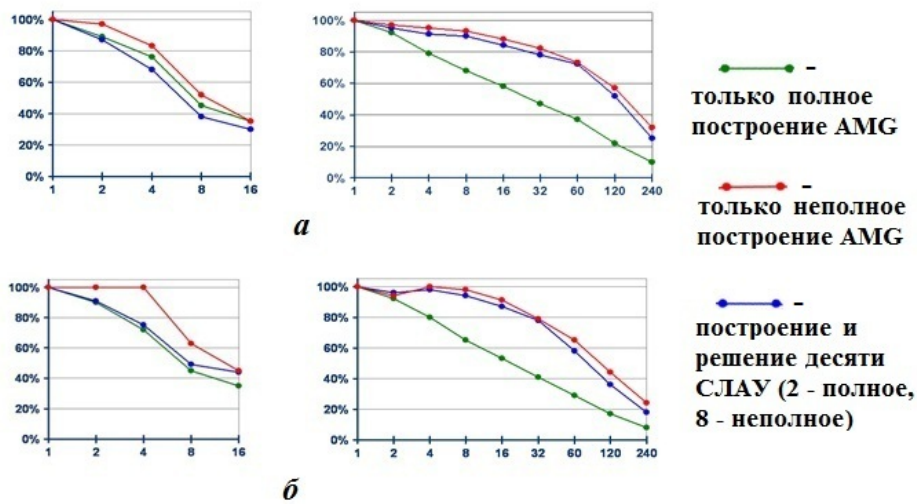 100%
80%
60%
40%
20%
0%
1 2 4 8 16
100%
80%
60%
40%
20%
0%
1 2 4 8 16 32 60 120 240
а
100%
80%
60%
40%
20%
0%
1 2 4 8 16
100%
80%
60%
40%
20%
0%
1 2 4 8 16 32 60 120 240
б
–
только полное
построение AMG
–
только неполное
построение AMG
–
построение и
решение десяти
СЛАУ (2 - полное,
8 - неполное)